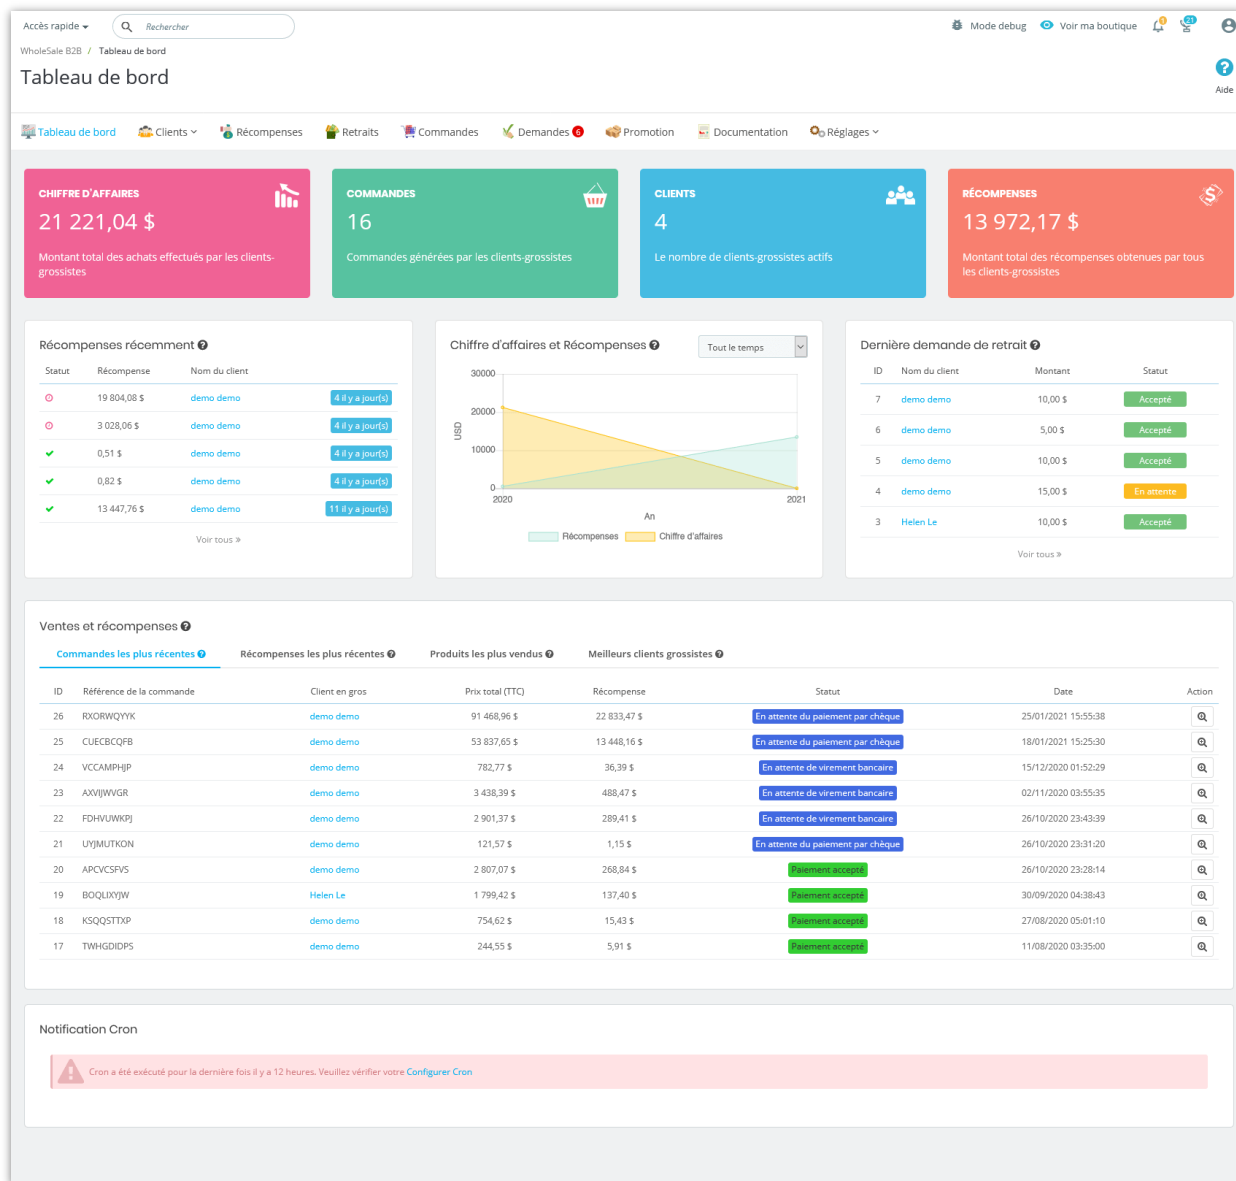 Accès rapide
Rechercher
Mode debug
Voir ma boutique
1
21
WholeSale B2B / Tableau de bord
Tableau de bord
Aide
Tableau de bord
Clients
Récompenses
Retraits
Commandes
Demandes 6
Promotion
Documentation
Réglages
CHIFFRE D'AFFAIRES
21 221,04 $
Montant total des achats effectués par les clients-
grossistes
COMMANDES
16
Commandes générées par les clients-grossistes
CLIENTS
4
Le nombre de clients-grossistes actifs
RÉCOMPENSES
13 972,17 $
Montant total des récompenses obtenues par tous
les clients-grossistes
Récompenses récemment
Statut Récompense Nom du client
19 804,08 $ demo demo 4 il y a jour(s)
3 028,06 $ demo demo 4 il y a jour(s)
0,51 $ demo demo 4 il y a jour(s)
0,82 $ demo demo 4 il y a jour(s)
13 447,76 $ demo demo 11 il y a jour(s)
Voir tous »
Chiffre d'affaires et Récompenses
Tout le temps
30000
20000
10000
0
USD
2020 2021
An
Récompenses Chiffre d'affaires
Dernière demande de retrait
ID Nom du client Montant Statut
7 demo demo 10,00 $ Accepté
6 demo demo 5,00 $ Accepté
5 demo demo 10,00 $ Accepté
4 demo demo 15,00 $ En attente
3 Helen Le 10,00 $ Accepté
Voir tous »
Ventes et récompenses
Commandes les plus récentes
Récompenses les plus récentes
Produits les plus vendus
Meilleurs clients grossistes
ID Référence de la commande Client en gros Prix total (TTC) Récompense Statut Date Action
26 RXORWQYYK demo demo 91 468,96 $ 22 833,47 $ En attente du paiement par chèque 25/01/2021 15:55:38
25 CUECBCQFB demo demo 53 837,65 $ 13 448,16 $ En attente du paiement par chèque 18/01/2021 15:25:30
24 VCCAMPHJP demo demo 782,77 $ 36,39 $ En attente de virement bancaire 15/12/2020 01:52:29
23 AXVIJWVGR demo demo 3 438,39 $ 488,47 $ En attente de virement bancaire 02/11/2020 03:55:35
22 FDHVUWKPJ demo demo 2 901,37 $ 289,41 $ En attente de virement bancaire 26/10/2020 23:43:39
21 UYJMUTKON demo demo 121,57 $ 1,15 $ En attente du paiement par chèque 26/10/2020 23:31:20
20 APCVCSFVS demo demo 2 807,07 $ 268,84 $ Paiement accepté 26/10/2020 23:28:14
19 BOQLIXYJW Helen Le 1 799,42 $ 137,40 $ Paiement accepté 30/09/2020 04:38:43
18 KSQQSTTXP demo demo 754,62 $ 15,43 $ Paiement accepté 27/08/2020 05:01:10
17 TWHGDIDPS demo demo 244,55 $ 5,91 $ Paiement accepté 11/08/2020 03:35:00
Notification Cron
Cron a été exécuté pour la dernière fois il y a 12 heures. Veuillez vérifier votre Configurer Cron